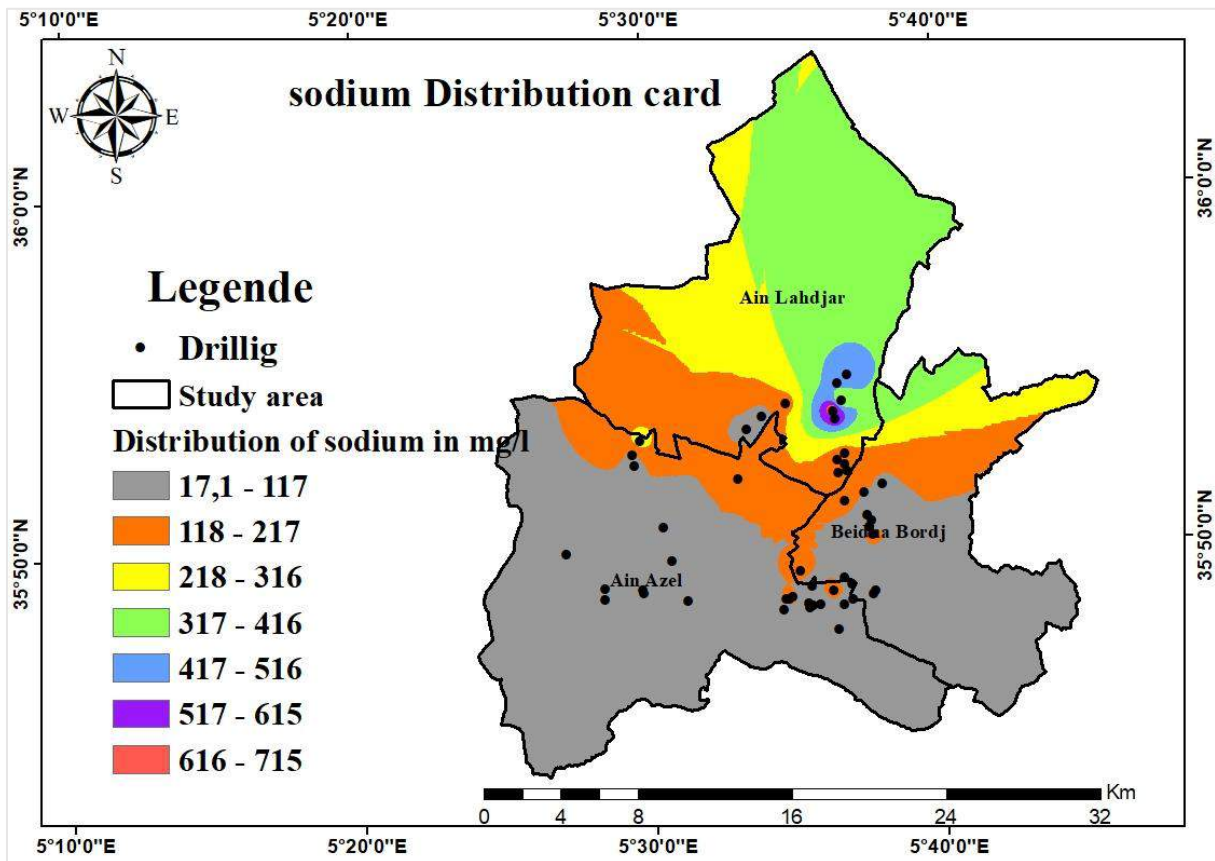 5°10'0"E 5°20'0"E 5°30'0"E 5°40'0"E
N
W E
S
sodium Distribution card
36°0'0"N 36°0'0"N
Legende
Drillig
Study area
Distribution of sodium in mg/l
17,1 - 117
118 - 217
218 - 316
317 - 416
417 - 516
517 - 615
616 - 715
Ain Lahdjar
Beidha Bordj
Ain Azel
35°50'0"N 35°50'0"N
Km
0 4 8 16 24 32
5°10'0"E 5°20'0"E 5°30'0"E 5°40'0"E